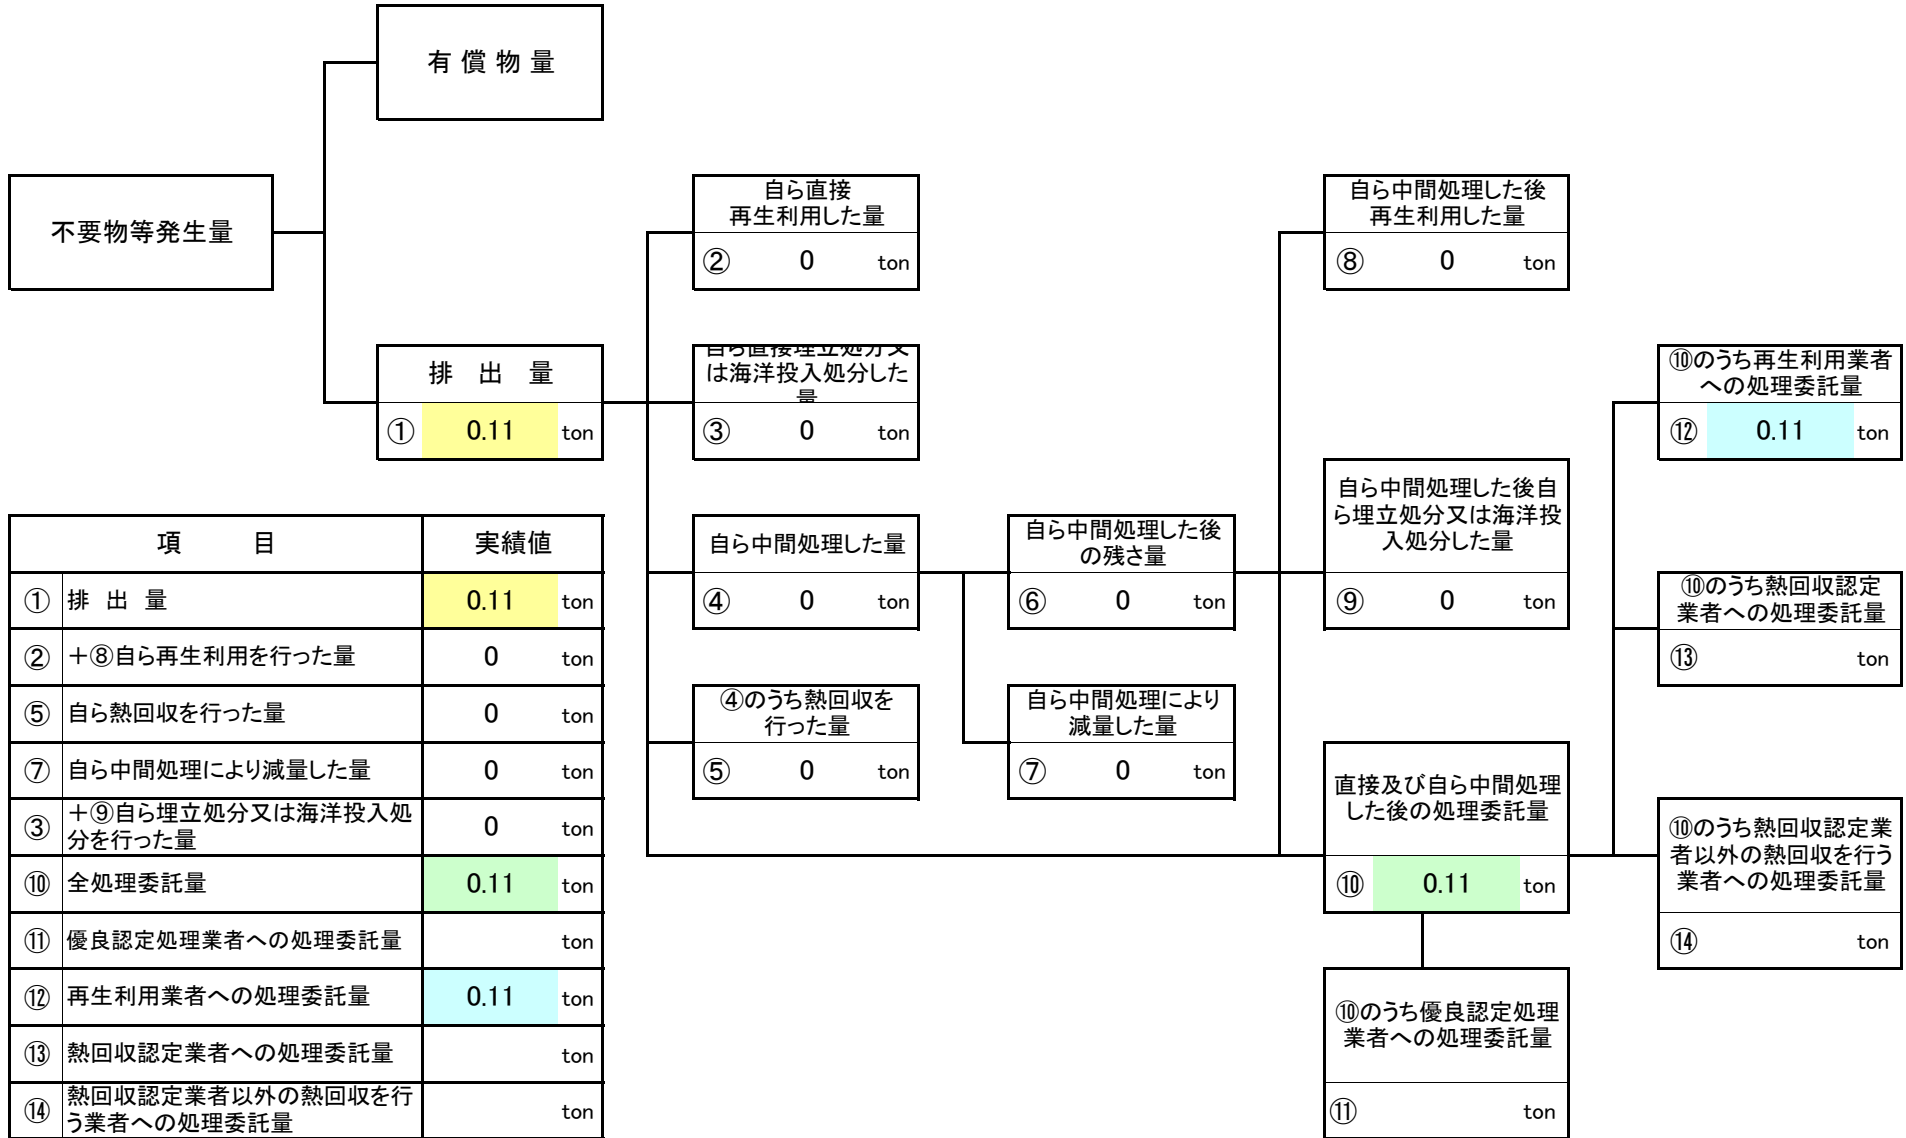 有償物量
不要物等発生量
排出量
① 0.11 ton
自ら直接
再生利用した量
② 0 ton
自ら直接埋立処分又
は海洋投入処分した
量
③ 0 ton
自ら中間処理した量
④ 0 ton
④のうち熱回収を
行った量
⑤ 0 ton
自ら中間処理した後
の残さ量
⑥ 0 ton
自ら中間処理により
減量した量
⑦ 0 ton
自ら中間処理した後
再生利用した量
⑧ 0 ton
自ら中間処理した後自
ら埋立処分又は海洋投
入処分した量
⑨ 0 ton
直接及び自ら中間処理
した後の処理委託量
⑩ 0.11 ton
⑩のうち優良認定処理
業者への処理委託量
⑪ ton
⑩のうち再生利用業者
への処理委託量
⑫ 0.11 ton
⑩のうち熱回収認定
業者への処理委託量
⑬ ton
⑩のうち熱回収認定業
者以外の熱回収を行う
業者への処理委託量
⑭ ton
項目 実績値
① 排出量 0.11 ton
② +⑧自ら再生利用を行った量 0 ton
⑤ 自ら熱回収を行った量 0 ton
⑦ 自ら中間処理により減量した量 0 ton
③ +⑨自ら埋立処分又は海洋投入処
分を行った量 0 ton
⑩ 全処理委託量 0.11 ton
⑪ 優良認定処理業者への処理委託量 ton
⑫ 再生利用業者への処理委託量 0.11 ton
⑬ 熱回収認定業者への処理委託量 ton
⑭ 熱回収認定業者以外の熱回収を行
う業者への処理委託量 ton